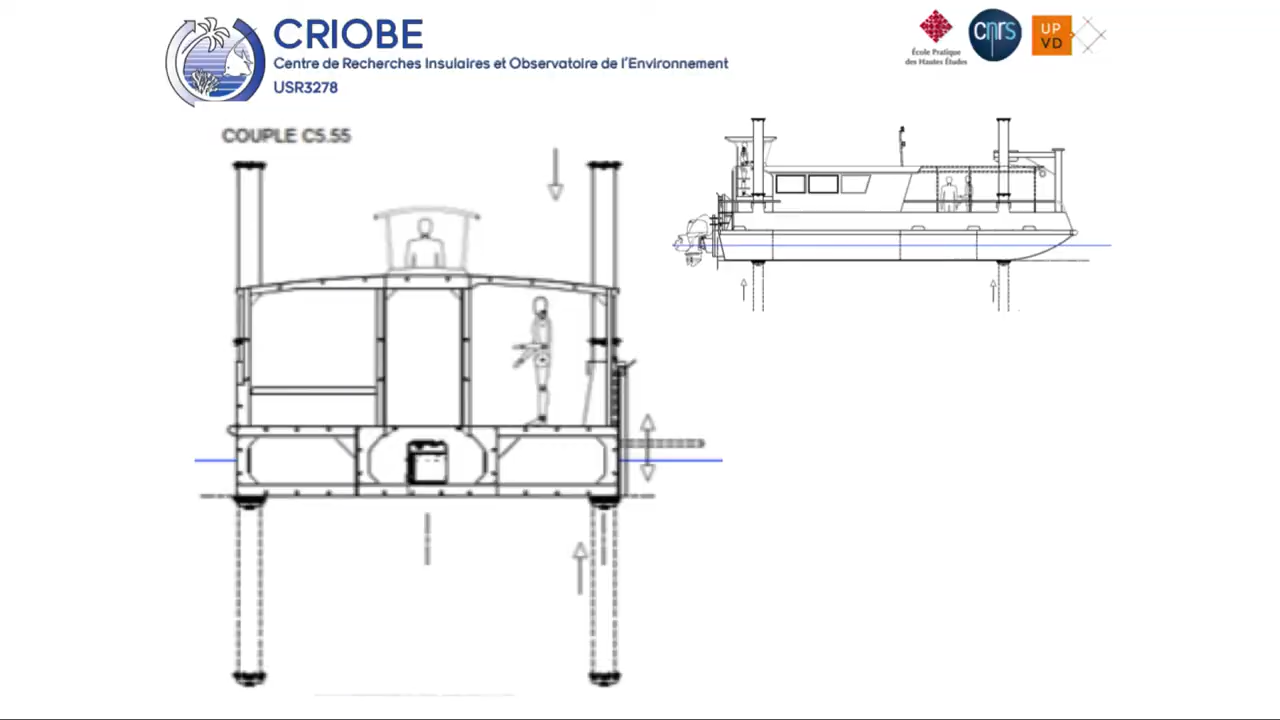 CRIOBE
Centre de Recherches Insulaires et Observatoire de l'Environnement
USR3278
École Pratique
des Hautes Études
cnrs
UP
VD
COUPLE C5.55